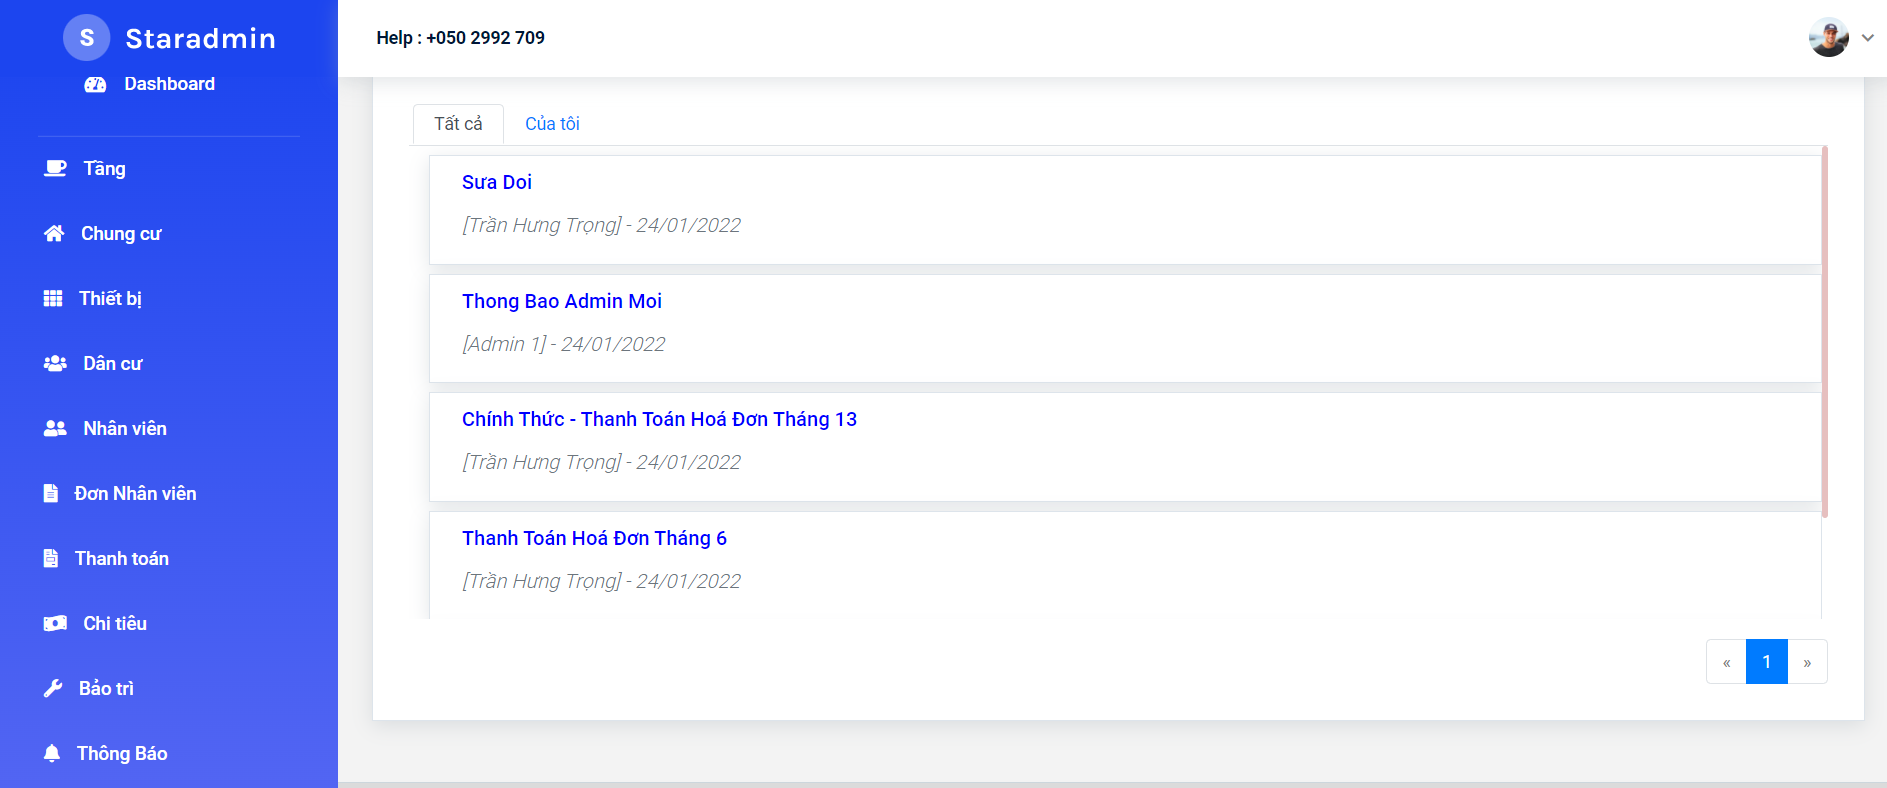 S Staradmin
Help : +050 2992 709
Dashboard
Tầng
Chung cư
Thiết bị
Dân cư
Nhân viên
Đơn Nhân viên
Thanh toán
Chi tiêu
Bảo trì
Thông Báo
Tất cả
Của tôi
Sưa Doi
[Trần Hưng Trọng] - 24/01/2022
Thong Bao Admin Moi
[Admin 1] - 24/01/2022
Chính Thức - Thanh Toán Hoá Đơn Tháng 13
[Trần Hưng Trọng] - 24/01/2022
Thanh Toán Hoá Đơn Tháng 6
[Trần Hưng Trọng] - 24/01/2022
« 1 »